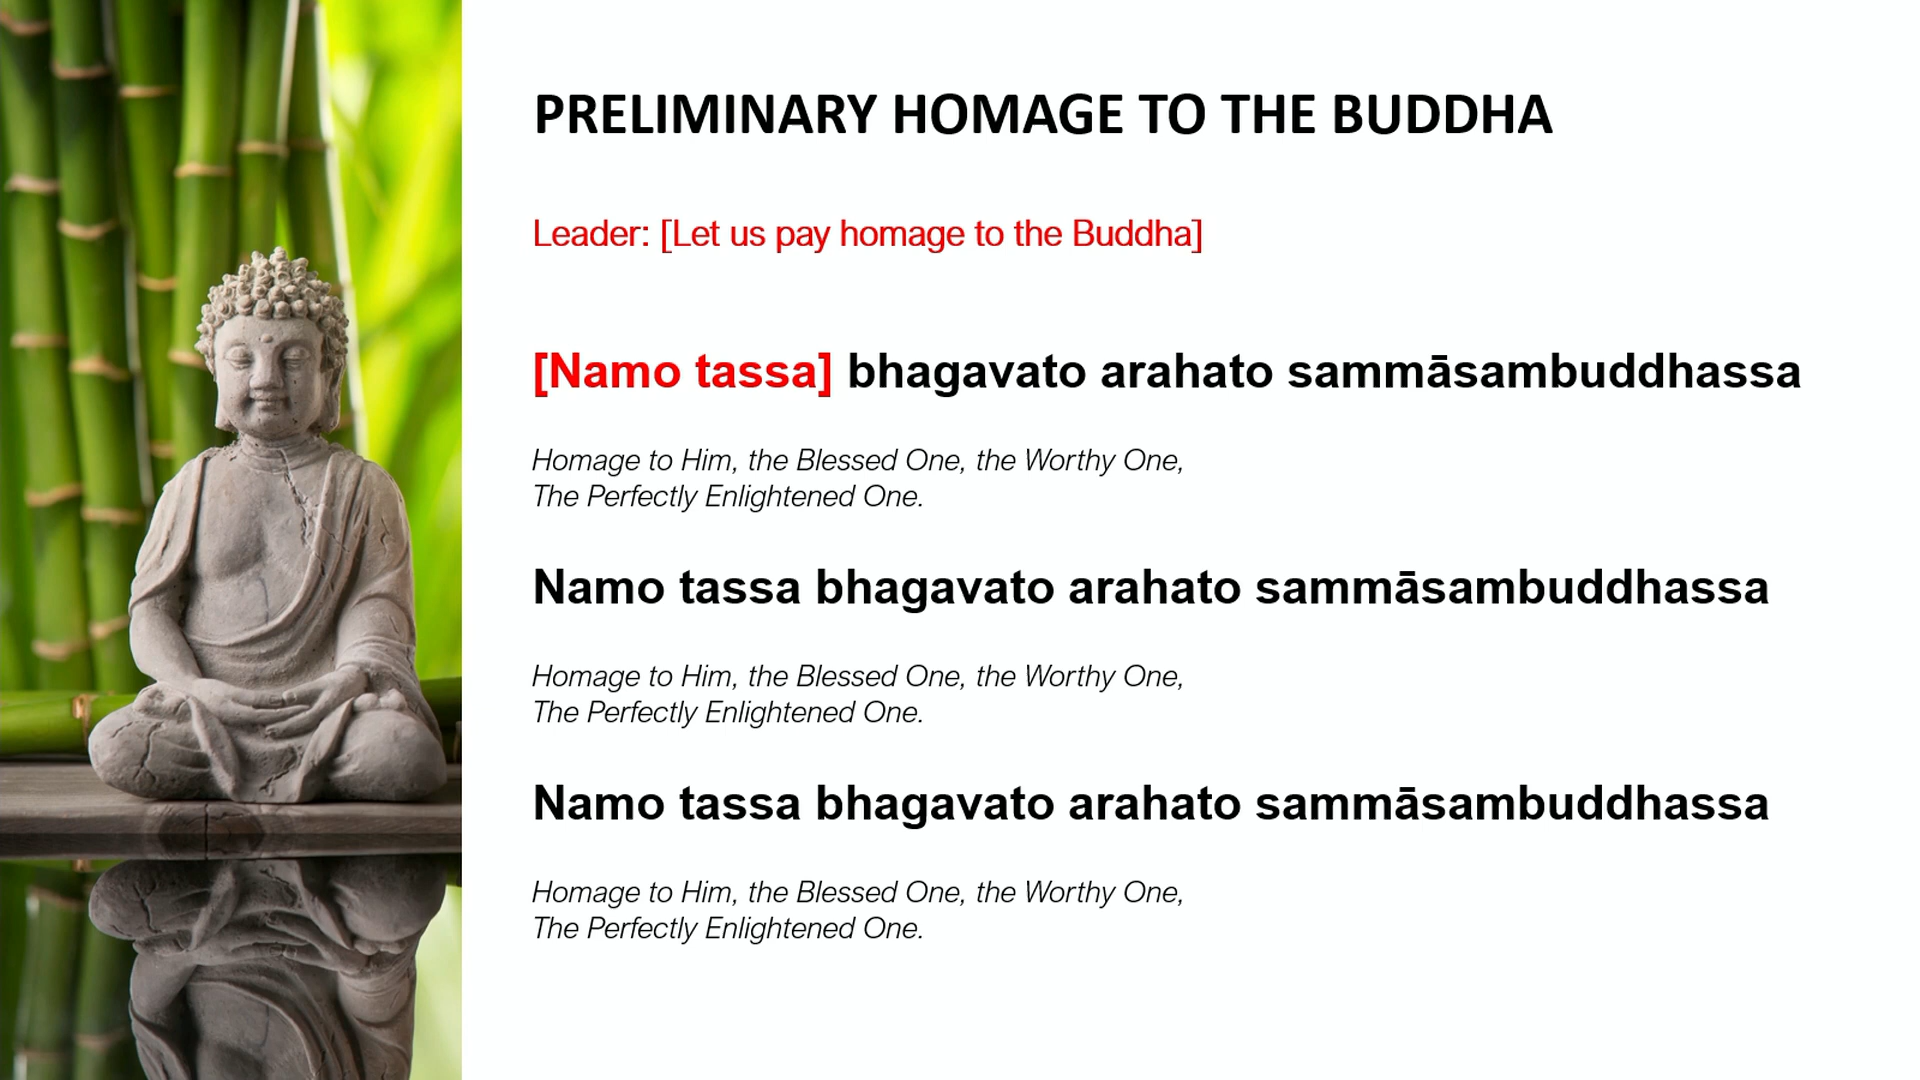 PRELIMINARY HOMAGE TO THE BUDDHA
Leader: [Let us pay homage to the Buddha]
[Namo tassa] bhagavato arahato sammāsambuddhassa
Homage to Him, the Blessed One, the Worthy One,
The Perfectly Enlightened One.
Namo tassa bhagavato arahato sammāsambuddhassa
Homage to Him, the Blessed One, the Worthy One,
The Perfectly Enlightened One.
Namo tassa bhagavato arahato sammāsambuddhassa
Homage to Him, the Blessed One, the Worthy One,
The Perfectly Enlightened One.